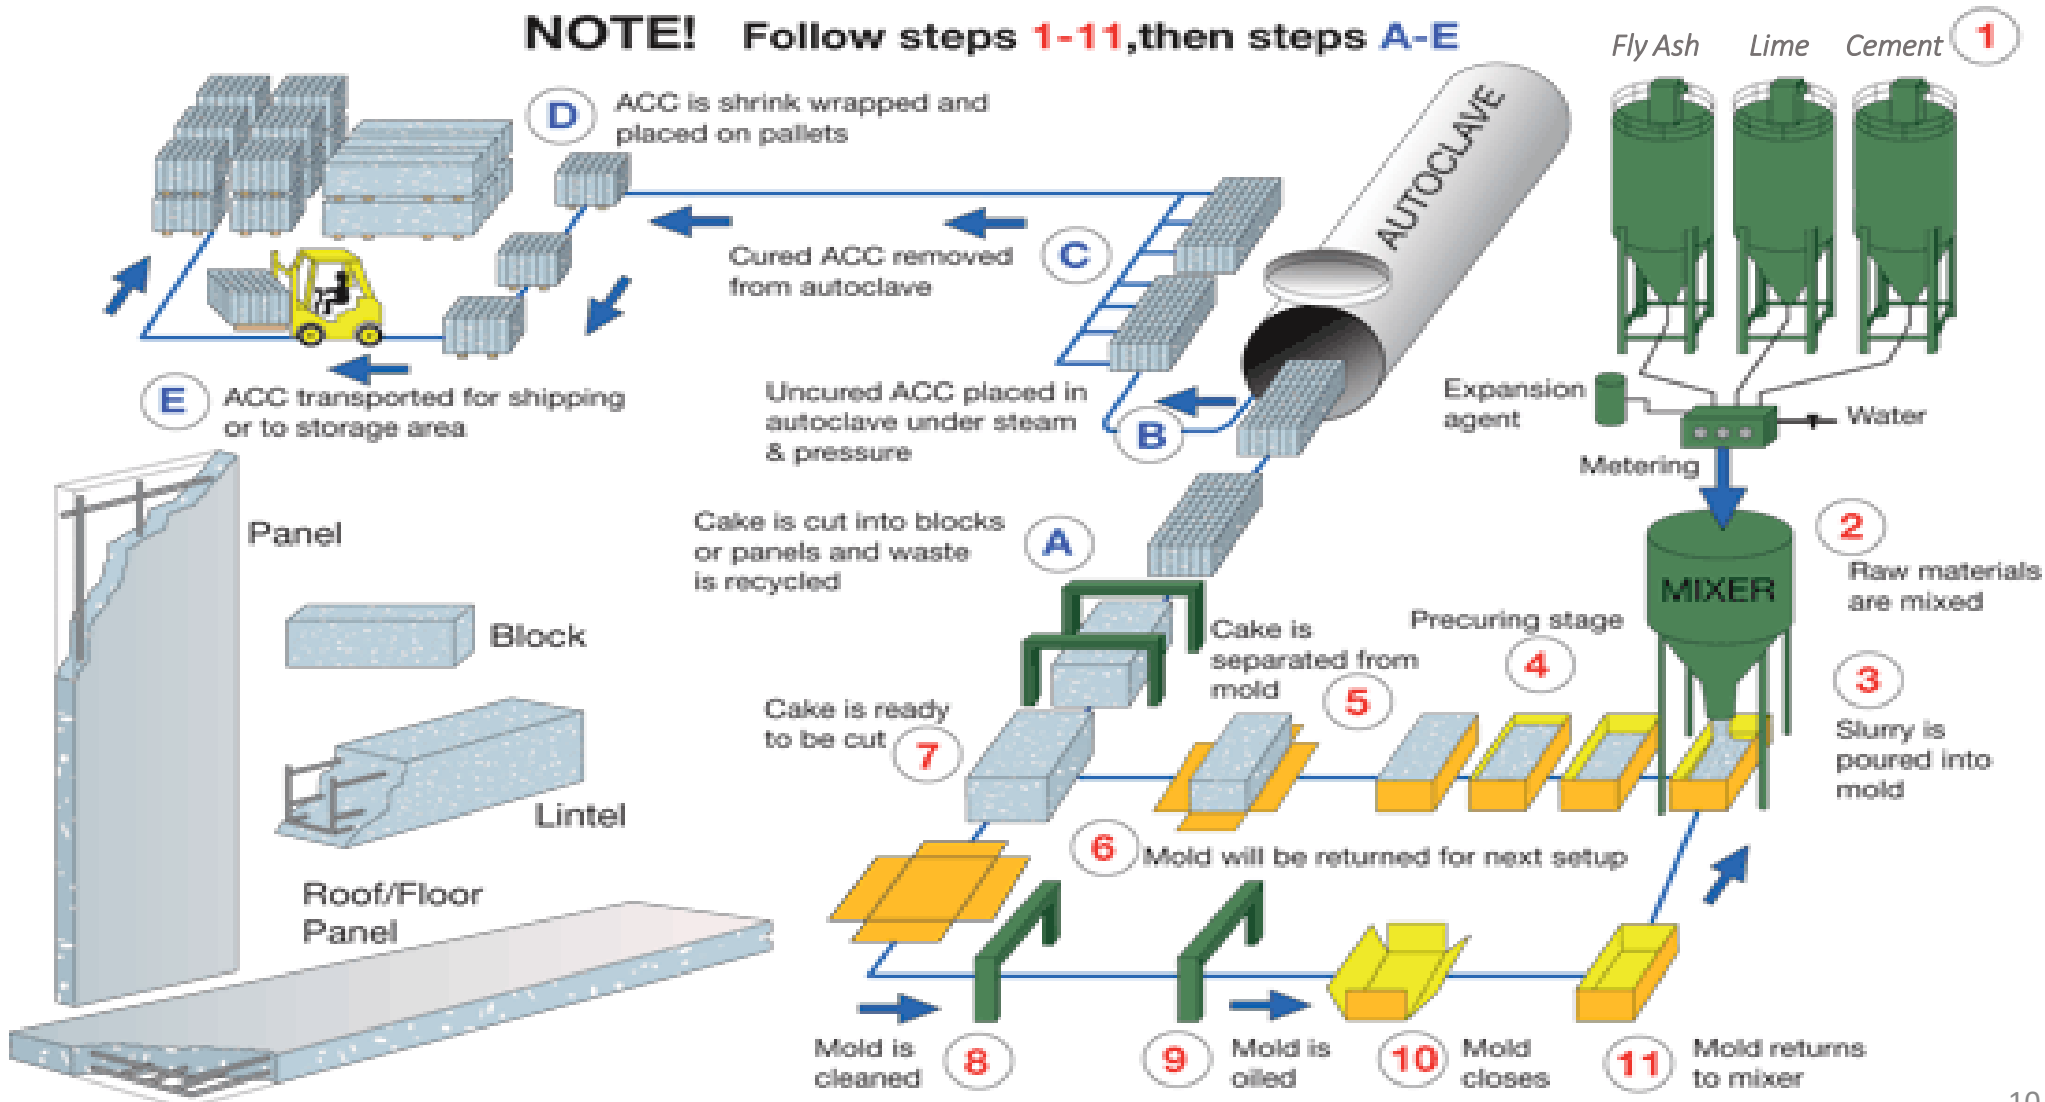 NOTE! Follow steps 1-11,then steps A-E
Fly Ash Lime Cement 1
D
ACC is shrink wrapped and
placed on pallets
AUTOCLAVE
Cured ACC removed
from autoclave
C
E
ACC transported for shipping
or to storage area
Uncured ACC placed in
autoclave under steam
& pressure
B
Expansion
agent
Water
Metering
2
Raw materials
are mixed
MIXER
Panel
Cake is cut into blocks
or panels and waste
is recycled
A
Block
Cake is
separated from
mold
5
Precuring stage
4
3
Slurry is
poured into
mold
Cake is ready
to be cut
7
Lintel
6
Mold will be returned for next setup
Roof/Floor
Panel
Mold is
cleaned
8
9
Mold is
oiled
10
Mold
closes
11
Mold returns
to mixer